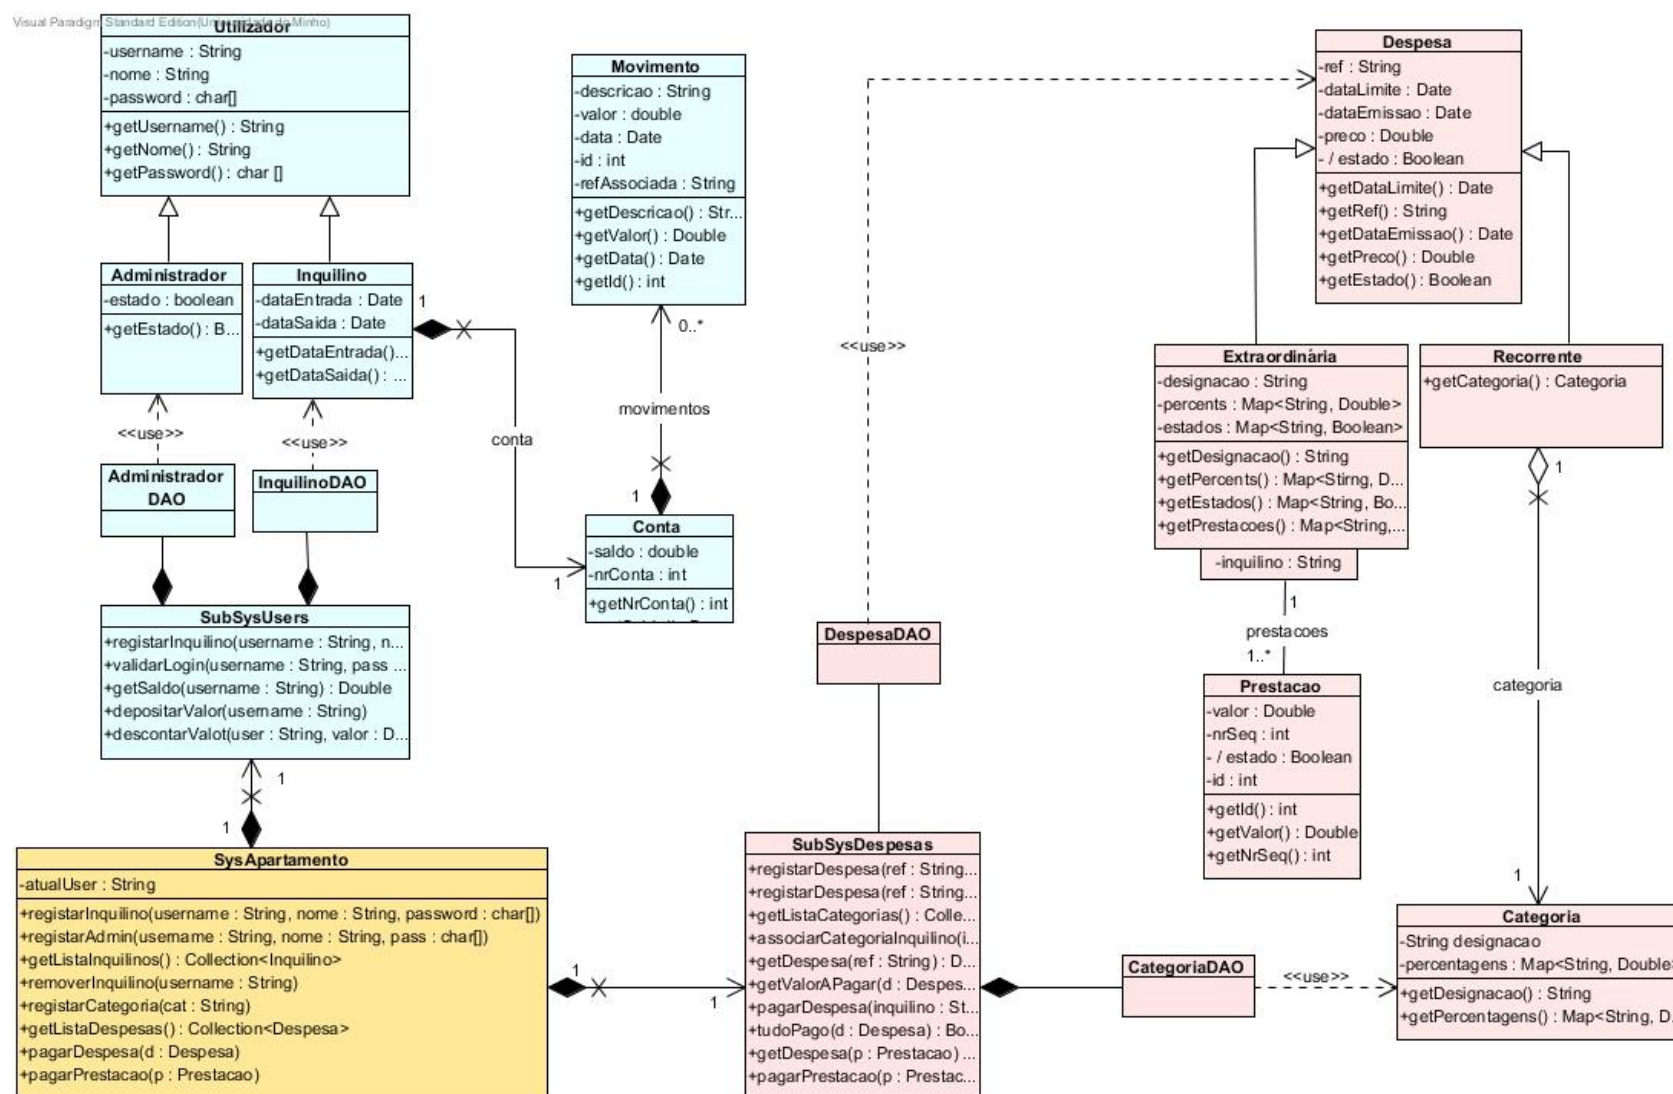 Visual Paradigm Standard Edition(Universidade do Minho)
Utilizador
-username : String
-nome : String
-password : char[]
+getUsername() : String
+getNome() : String
+getPassword() : char []
Movimento
-descricao : String
-valor : double
-data : Date
-id : int
-refAssociada : String
+getDescricao() : Str...
+getValor() : Double
+getData() : Date
+getId() : int
Despesa
-ref : String
-dataLimite : Date
-dataEmissao : Date
-preco : Double
- / estado : Boolean
+getDataLimite() : Date
+getRef() : String
+getDataEmissao() : Date
+getPreco() : Double
+getEstado() : Boolean
Administrador
-estado : boolean
+getEstado() : B...
Inquilino
-dataEntrada : Date
-dataSaida : Date
+getDataEntrada()...
+getDataSaida() : ...
1
0..*
<<use>>
Extraordinária
-designacao : String
-percents : Map<String, Double>
-estados : Map<String, Boolean>
+getDesignacao() : String
+getPercents() : Map<Stirng, D...
+getEstados() : Map<String, Bo...
+getPrestacoes() : Map<String,...
-inquilino : String
Recorrente
+getCategoria() : Categoria
1
movimentos
<<use>>
<<use>>
conta
Administrador
DAO
InquilinoDAO
1
Conta
-saldo : double
-nrConta : int
+getNrConta() : int
1
1
prestacoes
1..*
SubSysUsers
+registarInquilino(username : String, n...
+validarLogin(username : String, pass ...
+getSaldo(username : String) : Double
+depositarValor(username : String)
+descontarValot(user : String, valor : D...
DespesaDAO
Prestacao
-valor : Double
-nrSeq : int
- / estado : Boolean
-id : int
+getId() : int
+getValor() : Double
+getNrSeq() : int
categoria
1
1
1
SysApartamento
-atualUser : String
+registarInquilino(username : String, nome : String, password : char[])
+registarAdmin(username : String, nome : String, pass : char[])
+getListaInquilinos() : Collection<Inquilino>
+removerInquilino(username : String)
+registarCategoria(cat : String)
+getListaDespesas() : Collection<Despesa>
+pagarDespesa(d : Despesa)
+pagarPrestacao(p : Prestacao)
1
1
SubSysDespesas
+registarDespesa(ref : String...
+registarDespesa(ref : String...
+getListaCategorias() : Colle...
+associarCategoriaInquilino(i...
+getDespesa(ref : String) : D...
+getValorAPagar(d : Despes...
+pagarDespesa(inquilino : St...
+tudoPago(d : Despesa) : Bo...
+getDespesa(p : Prestacao) ...
+pagarPrestacao(p : Prestac...
CategoriaDAO
<<use>>
Categoria
-String designacao
-percentagens : Map<String, Double>
+getDesignacao() : String
+getPercentagens() : Map<String, D